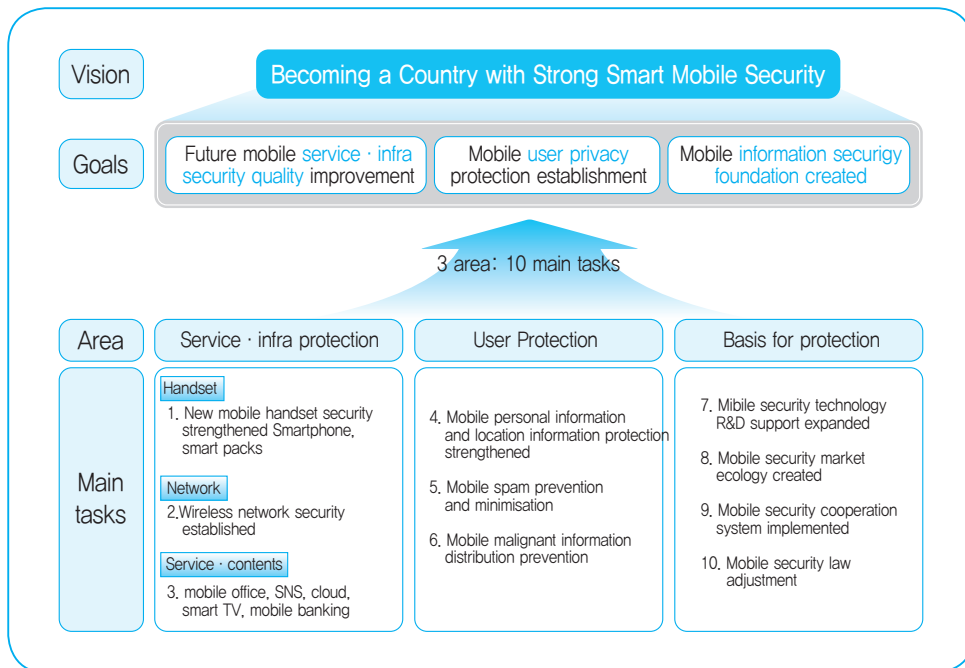 Vision
Becoming a Country with Strong Smart Mobile Security
Goals
Future mobile service · infra
security quality improvement
Mobile user privacy
protection establishment
Mobile information securigy
foundation created
3 area: 10 main tasks
Area
Service · infra protection
User Protection
Basis for protection
Main
tasks
Handset
1. New mobile handset security
strengthened Smartphone,
smart packs
Network
2.Wireless network security
established
Service · contents
3. mobile office, SNS, cloud,
smart TV, mobile banking
4. Mobile personal information
and location information protection
strengthened
5. Mobile spam prevention
and minimisation
6. Mobile malignant information
distribution prevention
7. Mibile security technology
R&D support expanded
8. Mobile security market
ecology created
9. Mobile security cooperation
system implemented
10. Mobile security law
adjustment